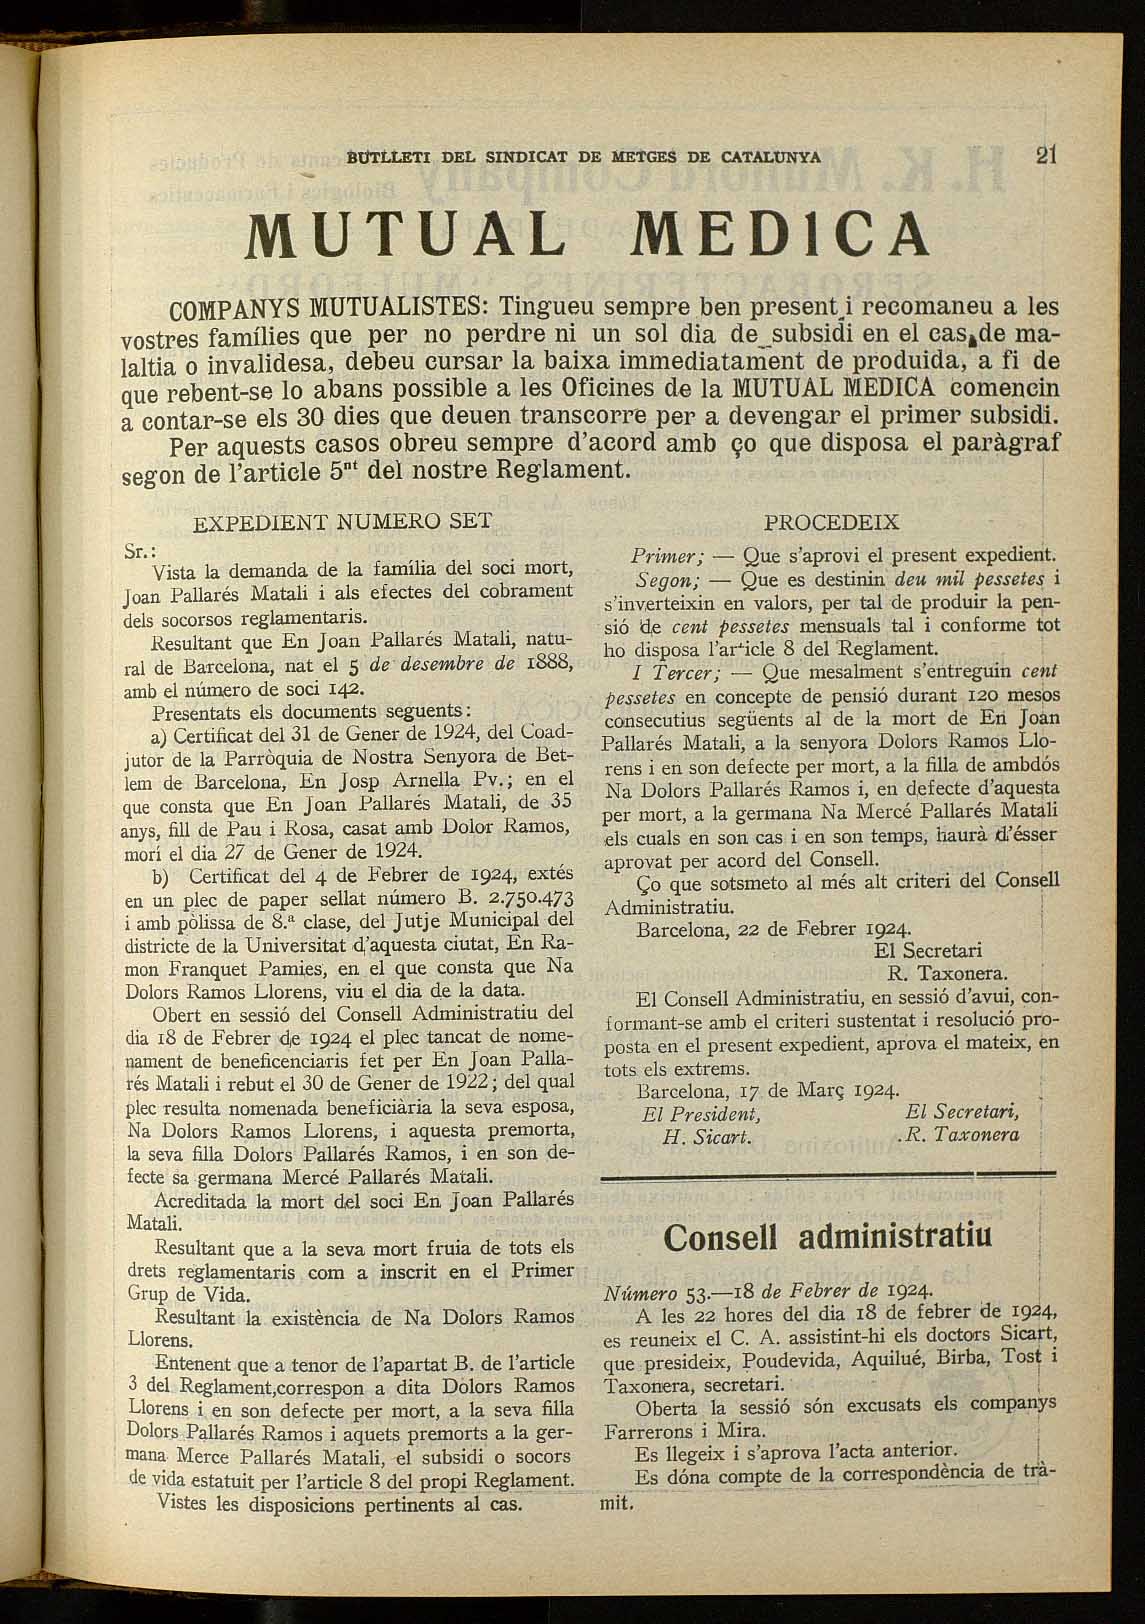 BUTLLETI DEL SINDICAT DE METGES DE CATALUNYA 21
MUTUAL MEDICA
COMPANYS MUTUALISTES: Tingueu sempre ben present i recomaneu a les
vostres famílies que per no perdre ni un sol dia de subsidi en el cas de ma-
laltia o invalidesa, debeu cursar la baixa immediatament de produida, a fi de
que rebent-se lo abans possible a les Oficines de la MUTUAL MEDICA comencin
a contar-se els 30 dies que deuen transcorre per a devengar el primer subsidi.
Per aquests casos obreu sempre d'acord amb ço que disposa el paràgraf
segon de l'article 5nt del nostre Reglament.
EXPEDIENT NUMERO SET
Sr.:
Vista la demanda de la família del soci mort,
Joan Pallarés Matali i als efectes del cobrament
dels socorsos reglamentaris.
Resultant que En Joan Pallarés Matali, natu-
ral de Barcelona, nat el 5 de desembre de 1888,
amb el número de soci 142.
Presentats els documents seguents:
a) Certificat del 31 de Gener de 1924, del Coad-
jutor de la Parròquia de Nostra Senyora de Bet-
lem de Barcelona, En Josp Arnella Pv.; en el
que consta que En Joan Pallarés Matali, de 35
anys, fill de Pau i Rosa, casat amb Dolor Ramos,
morí el dia 27 de Gener de 1924.
b) Certificat del 4 de Febrer de 1924, extés
en un plec de paper sellat número B. 2.750.473
i amb pòlissa de 8.ª clase, del Jutje Municipal del
districte de la Universitat d'aquesta ciutat, En Ra-
mon Franquet Pamies, en el que consta que Na
Dolors Ramos Llorens, viu el dia de la data.
Obert en sessió del Consell Administratiu del
dia 18 de Febrer de 1924 el plec tancat de nome-
nament de beneficenciaris fet per En Joan Palla-
rés Matali i rebut el 30 de Gener de 1922; del qual
plec resulta nomenada beneficiària la seva esposa,
Na Dolors Ramos Llorens, i aquesta premorta,
la seva filla Dolors Pallarés Ramos, i en son de-
fecte sa germana Mercé Pallarés Matali.
Acreditada la mort del soci En Joan Pallarés
Matali.
Resultant que a la seva mort fruia de tots els
drets reglamentaris com a inscrit en el Primer
Grup de Vida.
Resultant la existència de Na Dolors Ramos
Llorens.
Entenent que a tenor de l'apartat B. de l'article
3 del Reglament,correspon a dita Dolors Ramos
Llorens i en son defecte per mort, a la seva filla
Dolors Pallarés Ramos i aquets premorts a la ger-
mana Merce Pallarés Matali, el subsidi o socors
de vida estatuit per l'article 8 del propi Reglament.
Vistes les disposicions pertinents al cas.
PROCEDEIX
Primer; — Que s'aprovi el present expedient.
Segon; — Que es destinin deu mil pessetes i
s'inverteixin en valors, per tal de produir la pen-
sió de cent pessetes mensuals tal i conforme tot
ho disposa l'article 8 del Reglament.
I Tercer; — Que mesalment s'entreguin cent
pessetes en concepte de pensió durant 120 mesos
consecutius següents al de la mort de En Joan
Pallarés Matali, a la senyora Dolors Ramos Llo-
rens i en son defecte per mort, a la filla de ambdós
Na Dolors Pallarés Ramos i, en defecte d'aquesta
per mort, a la germana Na Mercé Pallarés Matali
els cuals en son cas i en son temps, haurà d'ésser
aprovat per acord del Consell.
Ço que sotsmeto al més alt criteri del Consell
Administratiu.
Barcelona, 22 de Febrer 1924.
El Secretari
R. Taxonera.
El Consell Administratiu, en sessió d'avui, con-
formant-se amb el criteri sustentat i resolució pro-
posta en el present expedient, aprova el mateix, en
tots els extrems.
Barcelona, 17 de Març 1924.
El President, El Secretari,
H. Sicart. R. Taxonera
Consell administratiu
Número 53.—18 de Febrer de 1924.
A les 22 hores del dia 18 de febrer de 1924,
es reuneix el C. A. assistint-hi els doctors Sicart,
que presideix, Poudevida, Aquilué, Birba, Tost i
Taxonera, secretari.
Oberta la sessió són excusats els companys
Farrerons i Mira.
Es llegeix i s'aprova l'acta anterior.
Es dóna compte de la correspondència de trà-
mit.